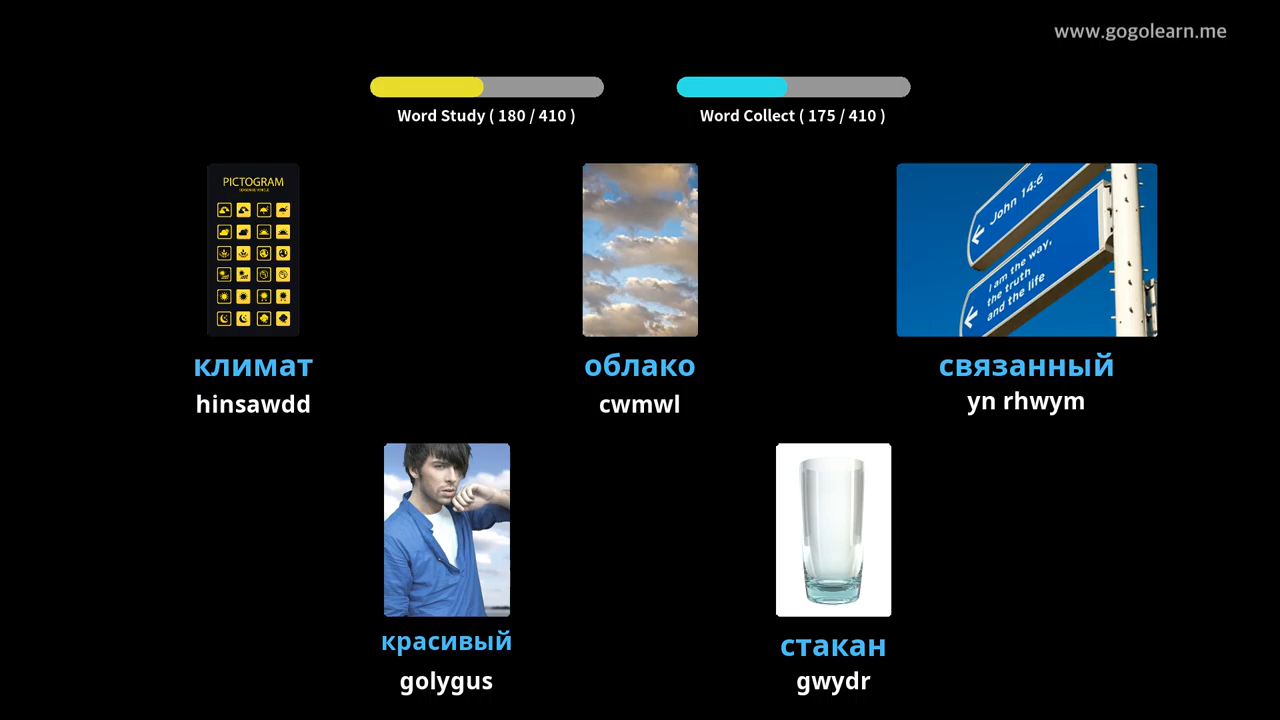 www.gogolearn.me
Word Study ( 180 / 410 )
Word Collect ( 175 / 410 )
PICTOGRAM
John 14:6
I am the way,
the truth
and the life
климат
облако
связанный
hinsawdd
cwmwl
yn rhwym
красивый
стакан
golygus
gwydr